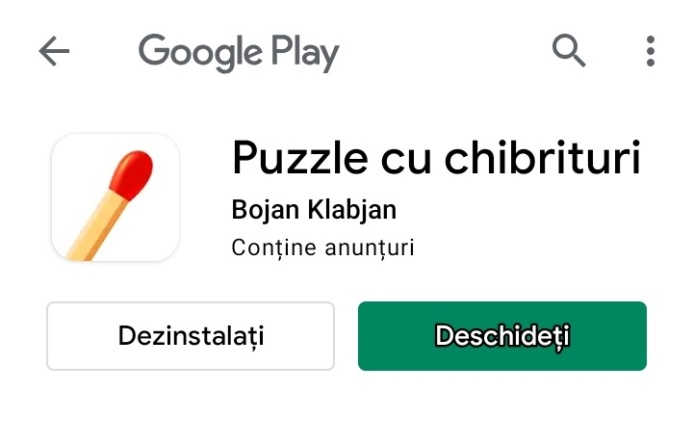 Google Play
Puzzle cu chibrituri
Bojan Klabjan
Conține anunțuri
Dezinstalați
Deschideți